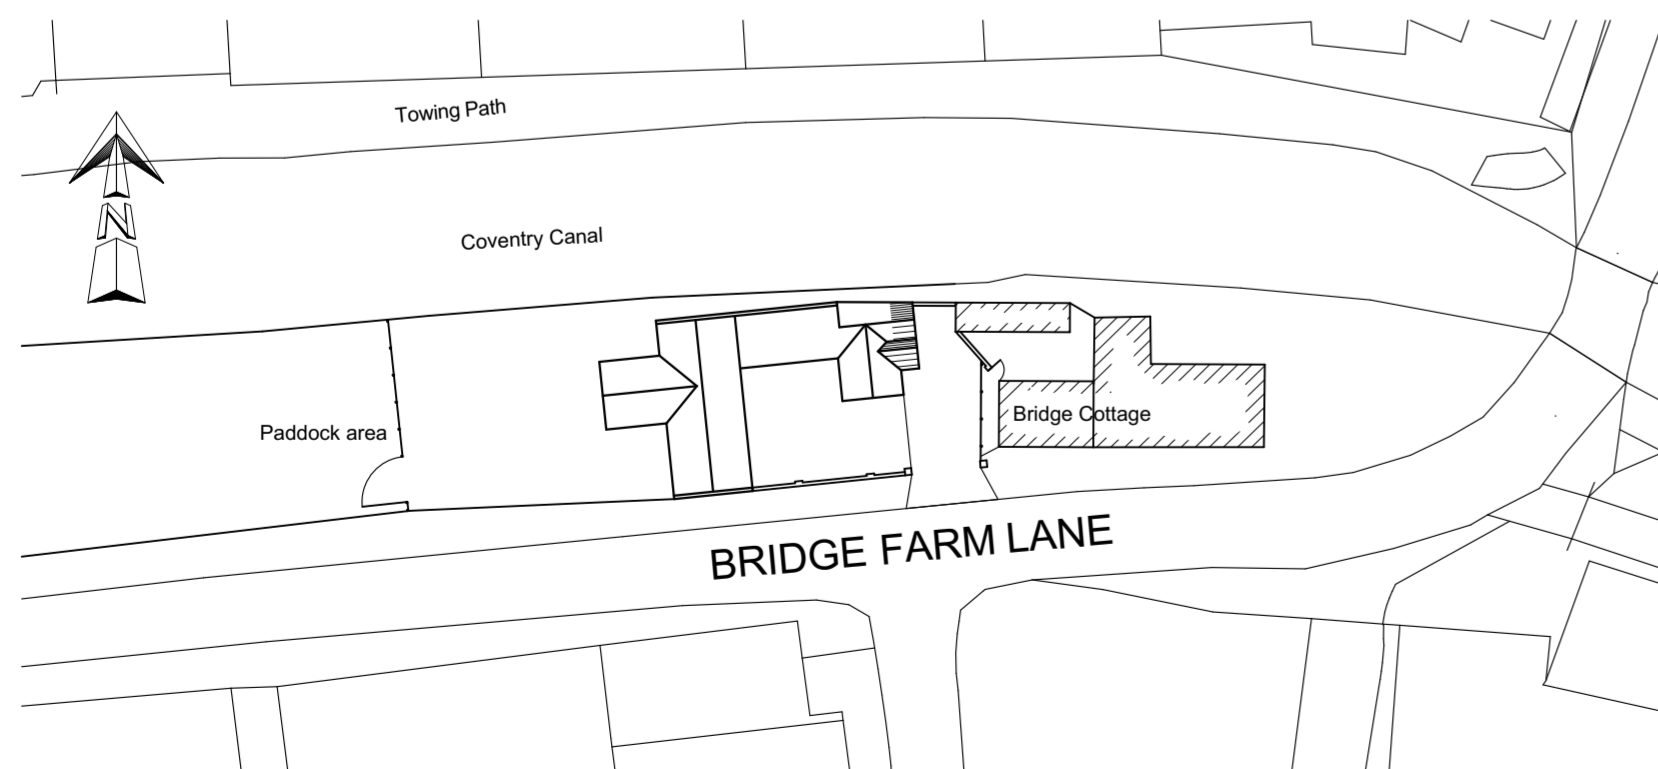 Towing Path
N
Coventry Canal
Paddock area
Bridge Cottage
BRIDGE FARM LANE